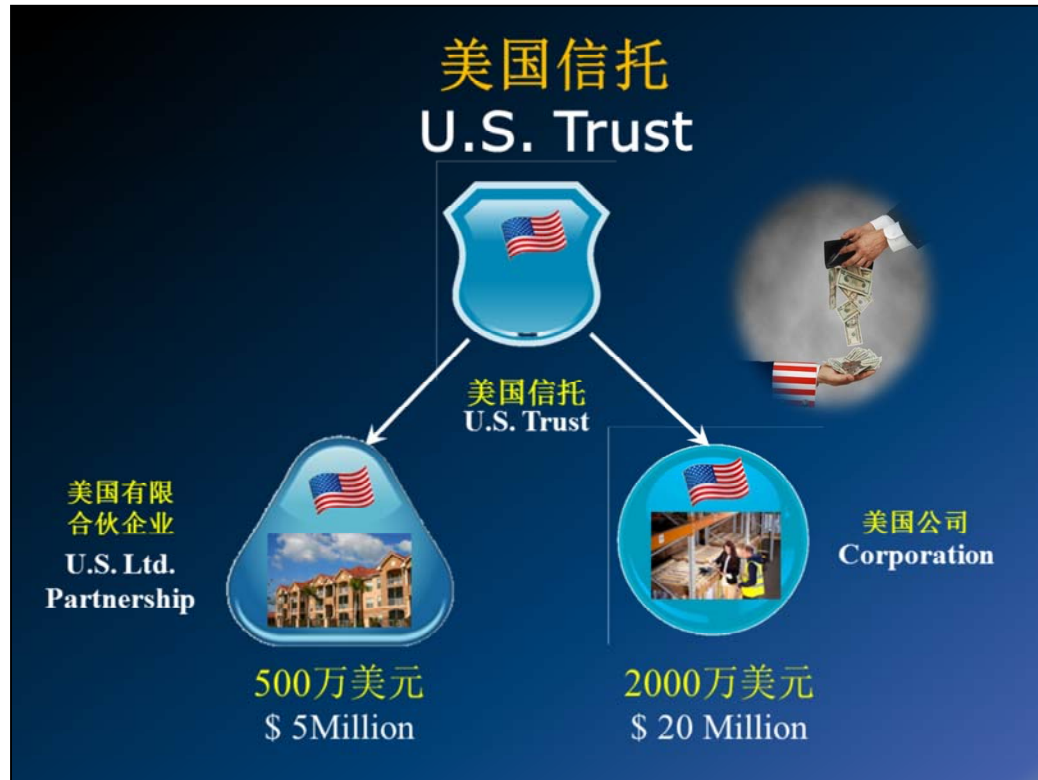 美国信托
U.S. Trust
美国信托
U.S. Trust
美国有限
合伙企业
U.S. Ltd.
Partnership
美国公司
Corporation
500万美元
$ 5Million
2000万美元
$ 20 Million